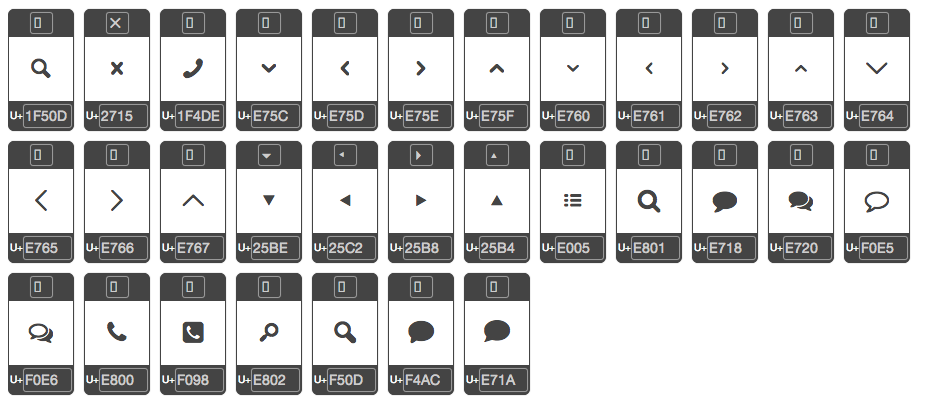 U+1F50D U+2715 U+1F4DE U+E75C U+E75D U+E75E U+E75F U+E760 U+E761 U+E762 U+E763 U+E764
U+E765 U+E766 U+E767 U+25BE U+25C2 U+25B8 U+25B4 U+E005 U+E801 U+E718 U+E720 U+F0E5
U+F0E6 U+E800 U+F098 U+E802 U+F50D U+F4AC U+E71A